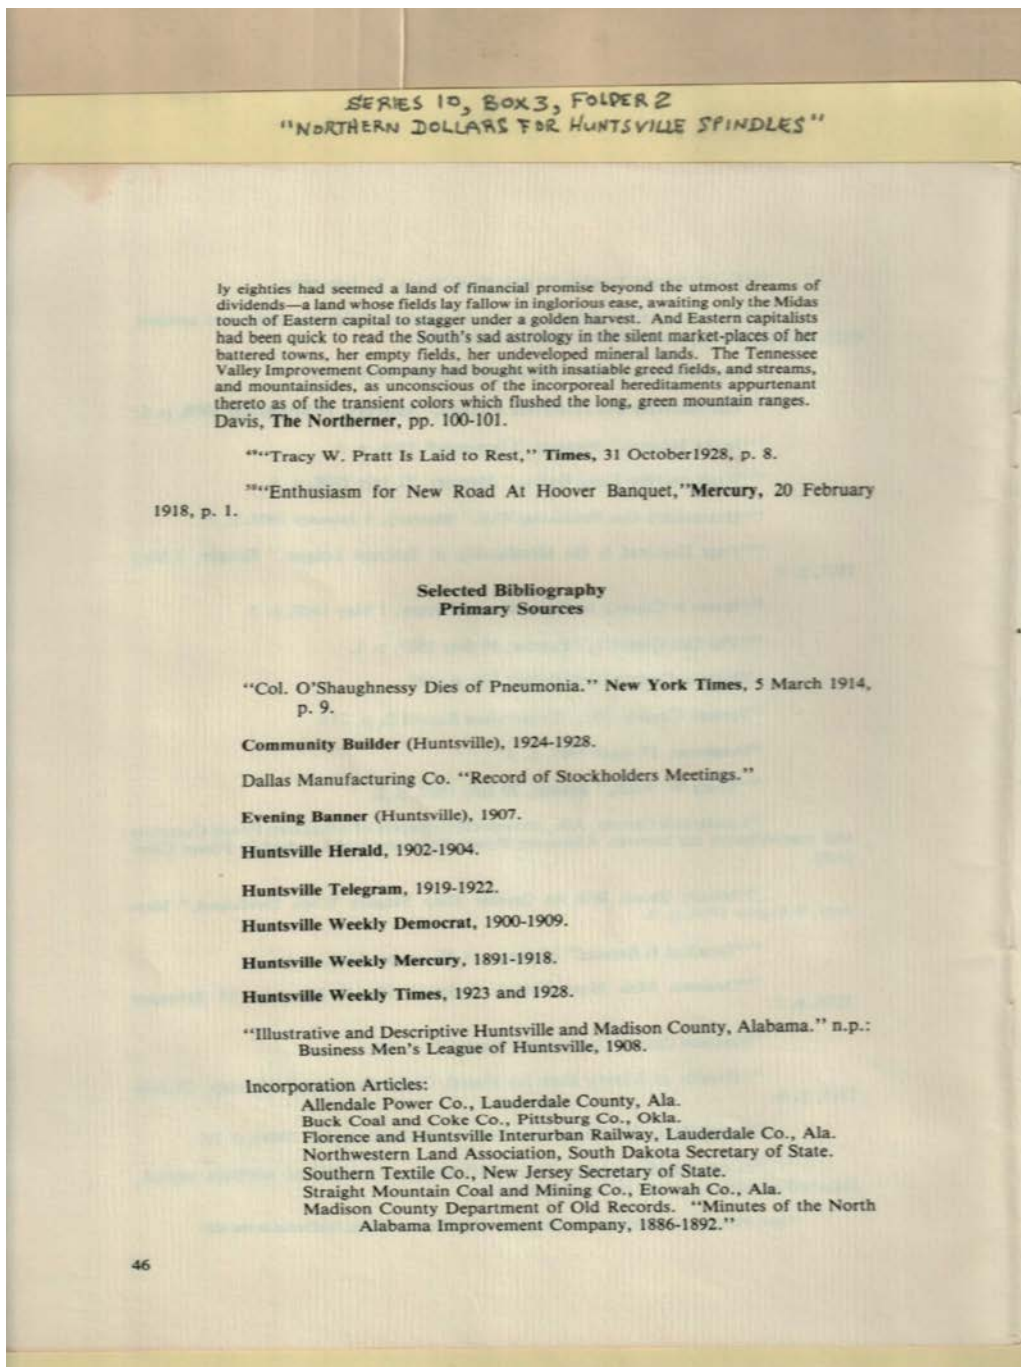 SERIES 10, BOX 3, FOLDER 2
"NORTHERN DOLLARS FOR HUNTSVILLE SPINDLES"
ly eighties had seemed a land of financial promise beyond the utmost dreams of
dividends—a land whose fields lay fallow in inglorious ease, awaiting only the Midas
touch of Eastern capital to stagger under a golden harvest. And Eastern capitalists
had been quick to read the South's sad astrology in the silent market-places of her
battered towns, her empty fields, her undeveloped mineral lands. The Tennessee
Valley Improvement Company had bought with insatiable greed fields, and streams,
and mountainsides, as unconscious of the incorporeal hereditaments appurtenant
thereto as of the transient colors which flushed the long, green mountain ranges.
Davis, The Northerner, pp. 100-101.
"Tracy W. Pratt Is Laid to Rest," Times, 31 October1928, p. 8.
"Enthusiasm for New Road At Hoover Banquet,"Mercury, 20 February
1918, p. 1.
Selected Bibliography
Primary Sources
"Col. O'Shaughnessy Dies of Pneumonia." New York Times, 5 March 1914,
p. 9.
Community Builder (Huntsville), 1924-1928.
Dallas Manufacturing Co. "Record of Stockholders Meetings."
Evening Banner (Huntsville), 1907.
Huntsville Herald, 1902-1904.
Huntsville Telegram, 1919-1922.
Huntsville Weekly Democrat, 1900-1909.
Huntsville Weekly Mercury, 1891-1918.
Huntsville Weekly Times, 1923 and 1928.
"Illustrative and Descriptive Huntsville and Madison County, Alabama." n.p.:
Business Men's League of Huntsville, 1908.
Incorporation Articles:
Allendale Power Co., Lauderdale County, Ala.
Buck Coal and Coke Co., Pittsburg Co., Okla.
Florence and Huntsville Interurban Railway, Lauderdale Co., Ala.
Northwestern Land Association, South Dakota Secretary of State.
Southern Textile Co., New Jersey Secretary of State.
Straight Mountain Coal and Mining Co., Etowah Co., Ala.
Madison County Department of Old Records. "Minutes of the North
Alabama Improvement Company, 1886-1892."
46